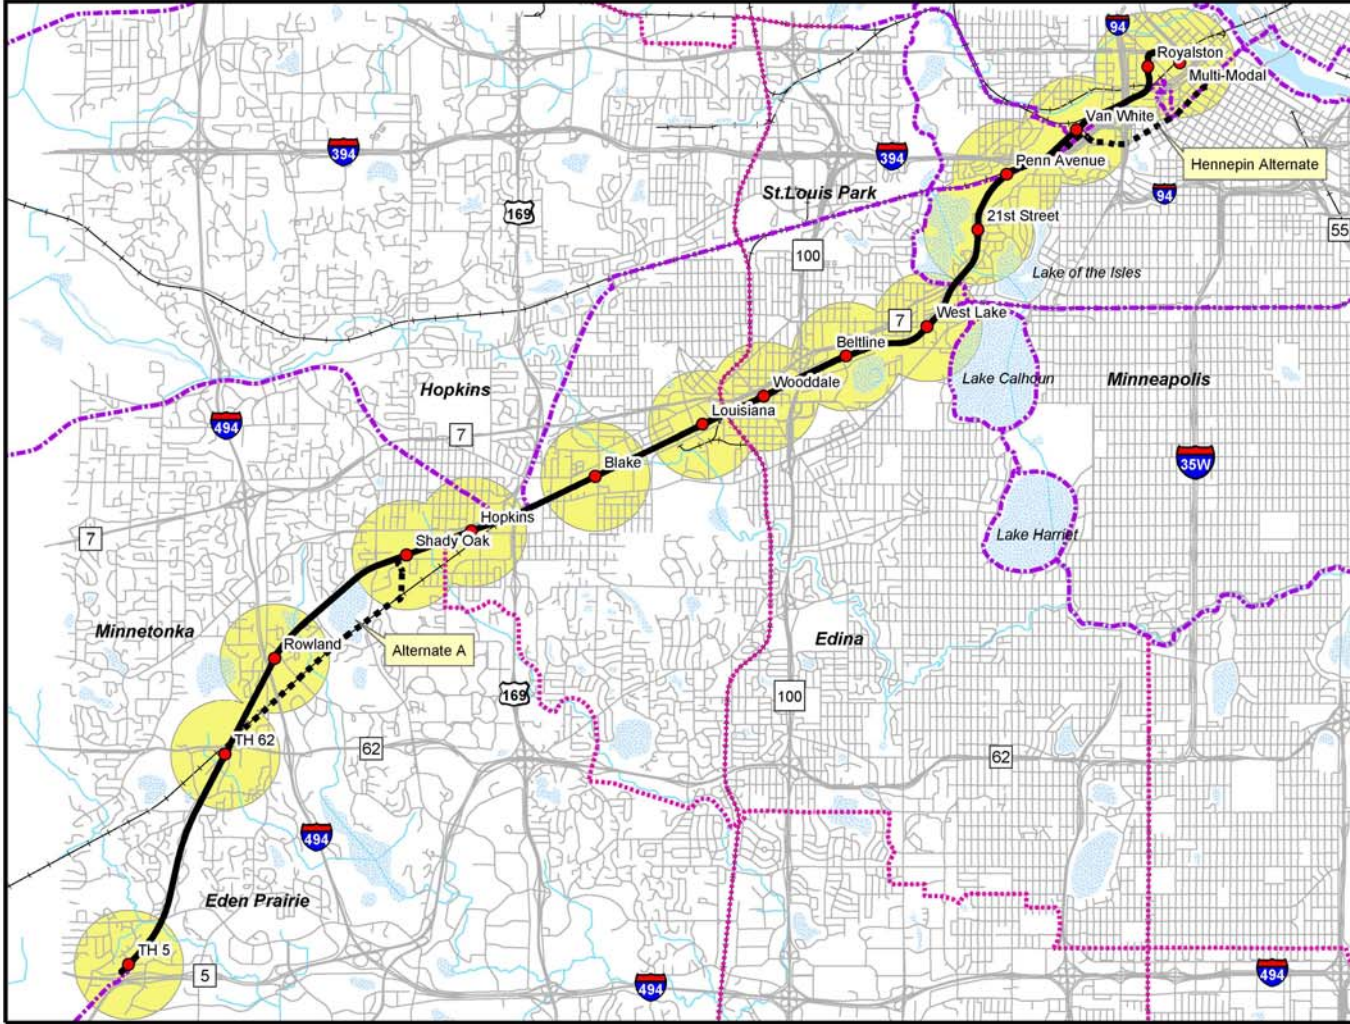 94
Royalston
Multi-Modal
Van White
394
394
Penn Avenue
Hennepin Alternate
St.Louis Park
94
169
21st Street
55
100
Lake of the Isles
7
West Lake
Beltline
Hopkins
Wooddale
Lake Calhoun
Minneapolis
494
Louisiana
7
Blake
35W
Hopkins
7
Shady Oak
Lake Harriet
Minnetonka
Rowland
Alternate A
Edina
169
100
TH 62
62
62
494
Eden Prairie
TH 5
5
494
494